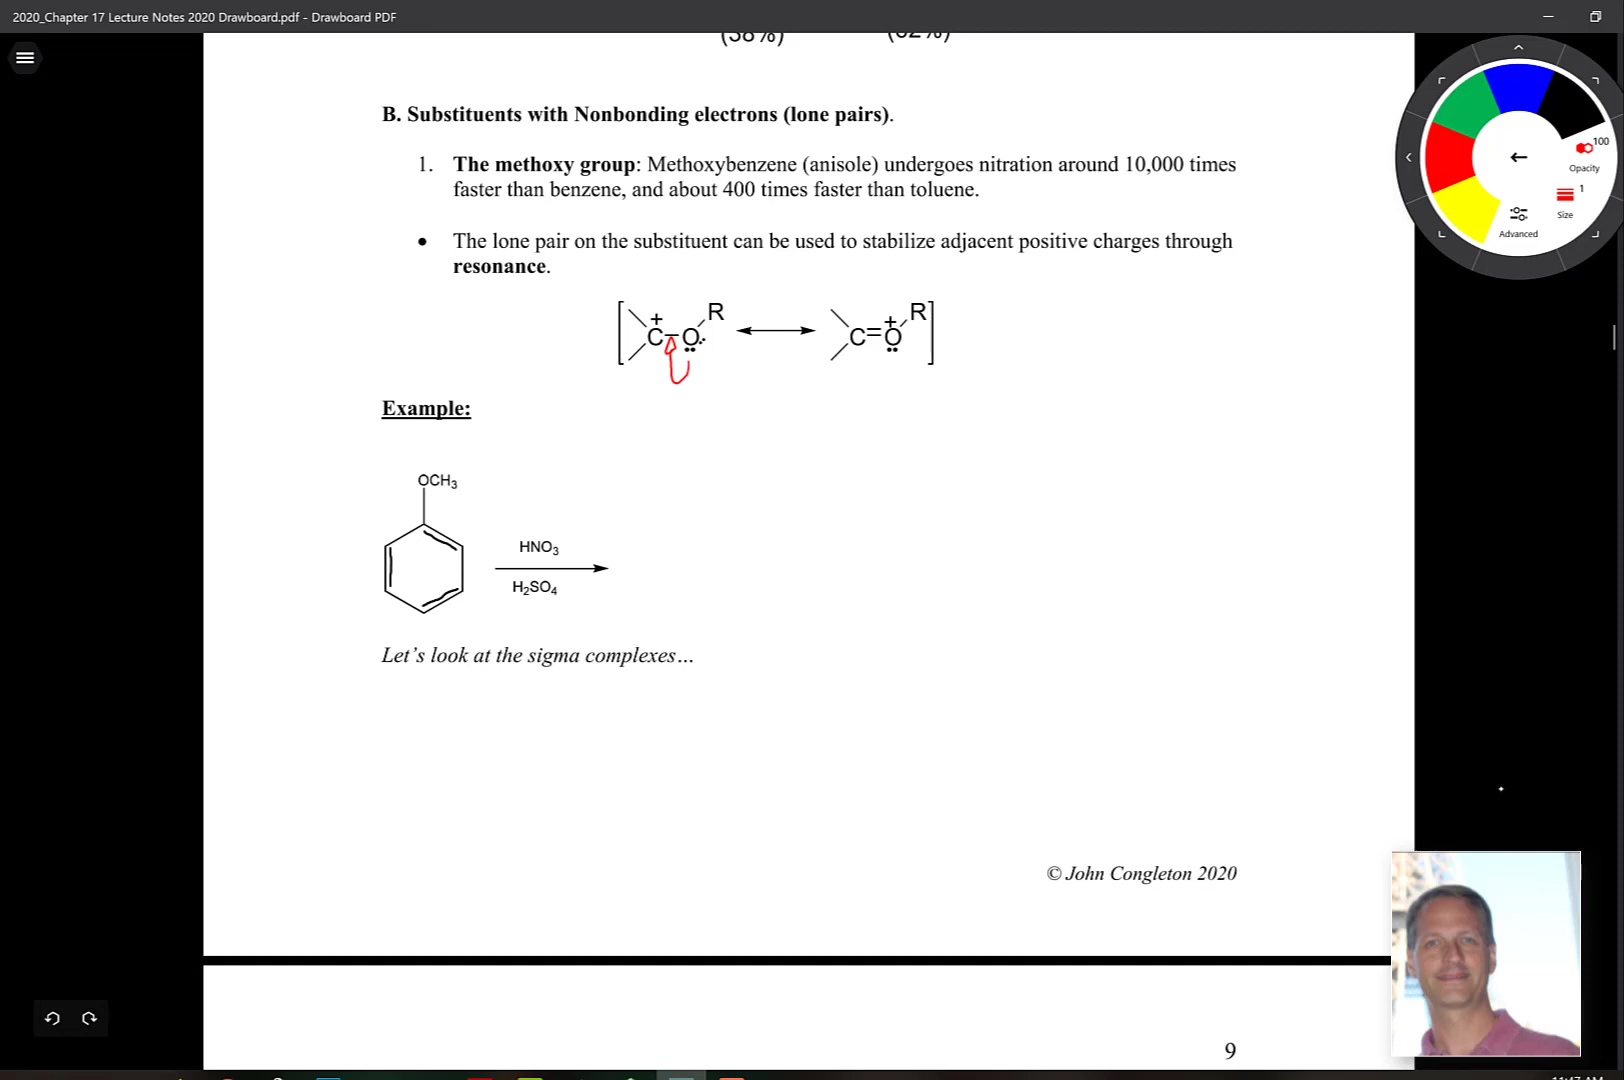 2020_Chapter 17 Lecture Notes 2020 Drawboard.pdf - Drawboard PDF
(38%) (62%)
B. Substituents with Nonbonding electrons (lone pairs).
1. The methoxy group: Methoxybenzene (anisole) undergoes nitration around 10,000 times
faster than benzene, and about 400 times faster than toluene.
• The lone pair on the substituent can be used to stabilize adjacent positive charges through
resonance.
R R
+ +
C–O C=O
Example:
OCH3
HNO3
H2SO4
Let's look at the sigma complexes…
© John Congleton 2020
9
100
Opacity
1
Size
Advanced